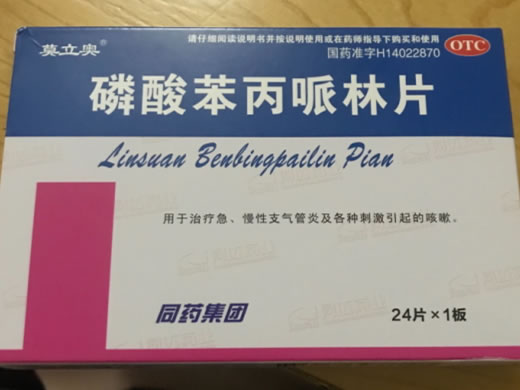 莫立奥®
请仔细阅读说明书并按说明使用或在药师指导下购买和使用
国药准字H14022870
OTC
磷酸苯丙哌林片
Linsuan Benbingpailin Pian
用于治疗急、慢性支气管炎及各种刺激引起的咳嗽。
同药集团
24片×1板